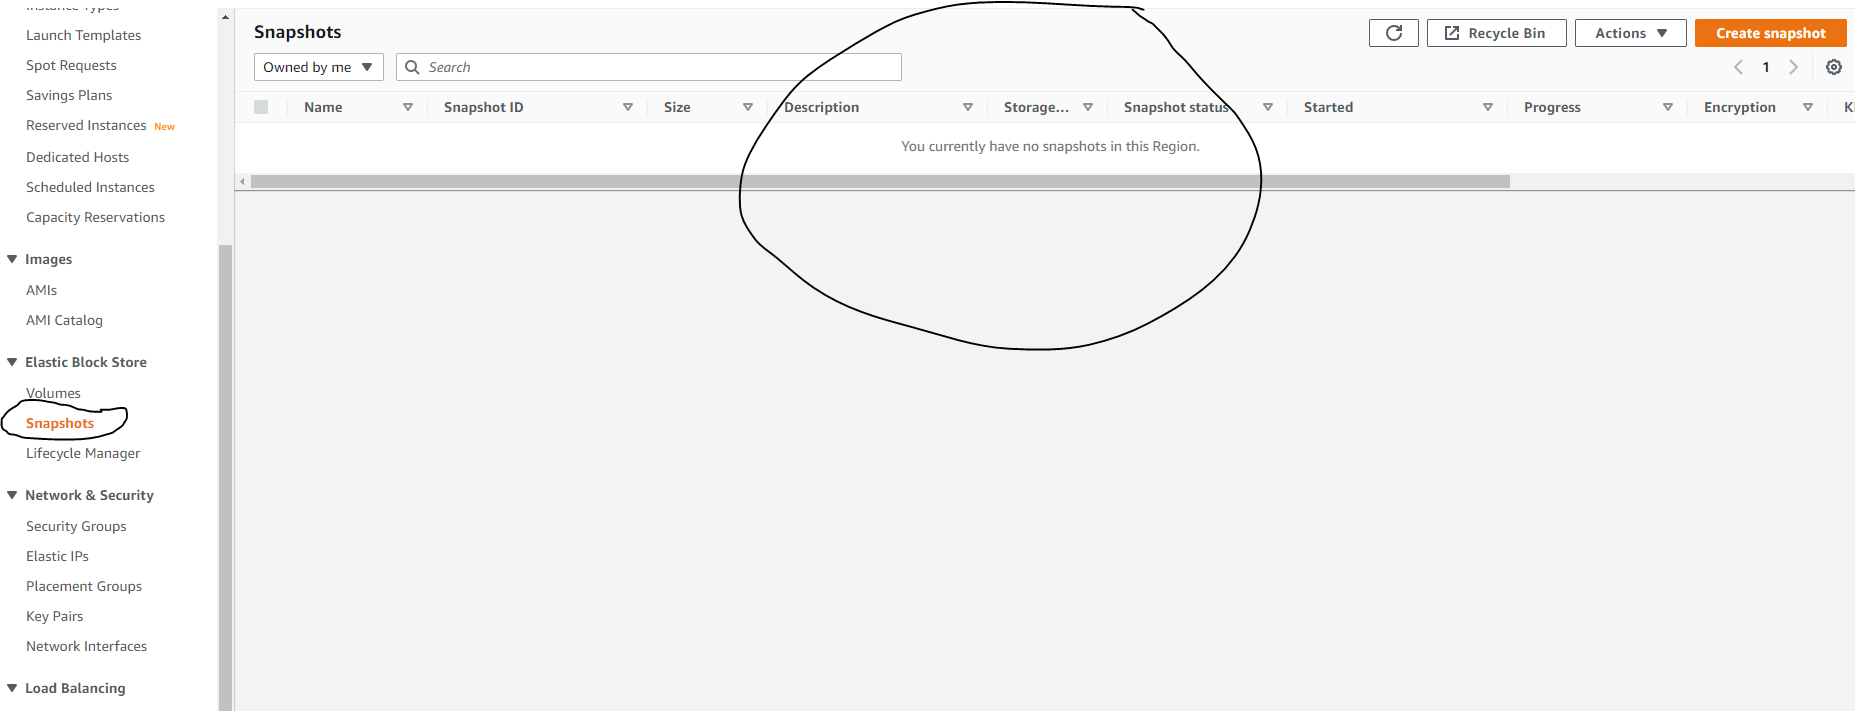 Instance Types
Launch Templates
Spot Requests
Savings Plans
Reserved Instances New
Dedicated Hosts
Scheduled Instances
Capacity Reservations
Images
AMIs
AMI Catalog
Elastic Block Store
Volumes
Snapshots
Lifecycle Manager
Network & Security
Security Groups
Elastic IPs
Placement Groups
Key Pairs
Network Interfaces
Load Balancing
Snapshots
Recycle Bin Actions Create snapshot
Owned by me Search 1
Name Snapshot ID Size Description Storage... Snapshot status Started Progress Encryption
You currently have no snapshots in this Region.